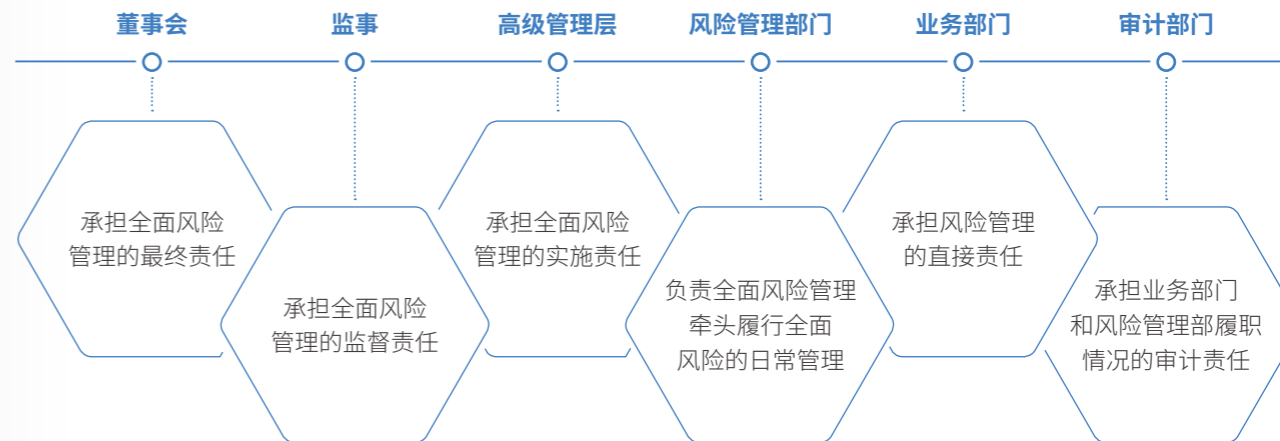 董事会
监事
高级管理层
风险管理部门
业务部门
审计部门
承担全面风险
管理的最终责任
承担全面风险
管理的监督责任
承担全面风险
管理的实施责任
负责全面风险管理
牵头履行全面
风险的日常管理
承担风险管理
的直接责任
承担业务部门
和风险管理部履职
情况的审计责任